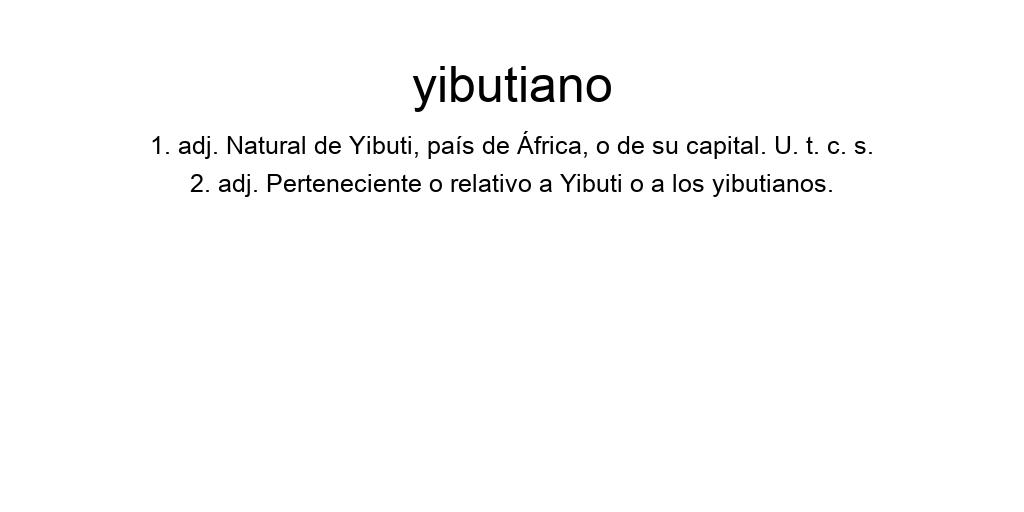 yibutiano
1. adj. Natural de Yibuti, país de África, o de su capital. U. t. c. s.
2. adj. Perteneciente o relativo a Yibuti o a los yibutianos.